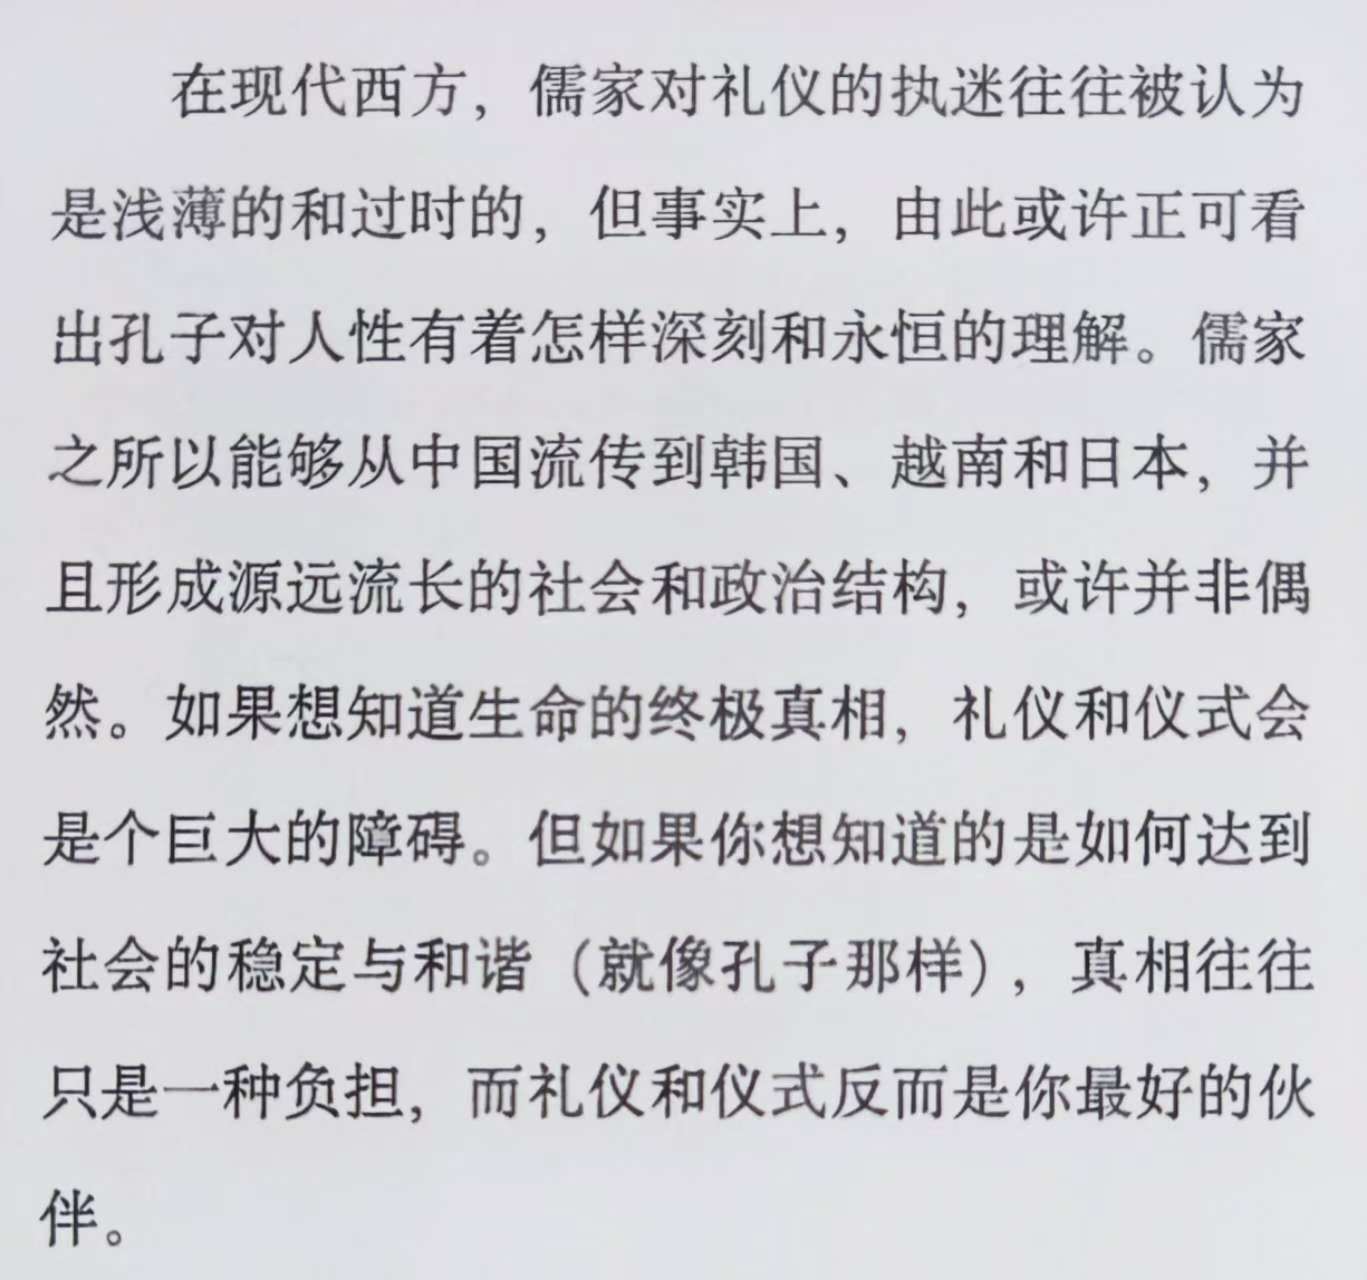 在现代西方，儒家对礼仪的执迷往往被认为
是浅薄的和过时的，但事实上，由此或许正可看
出孔子对人性有着怎样深刻和永恒的理解。儒家
之所以能够从中国流传到韩国、越南和日本，并
且形成源远流长的社会和政治结构，或许并非偶
然。如果想知道生命的终极真相，礼仪和仪式会
是个巨大的障碍。但如果你想知道的是如何达到
社会的稳定与和谐（就像孔子那样），真相往往
只是一种负担，而礼仪和仪式反而是你最好的伙
伴。